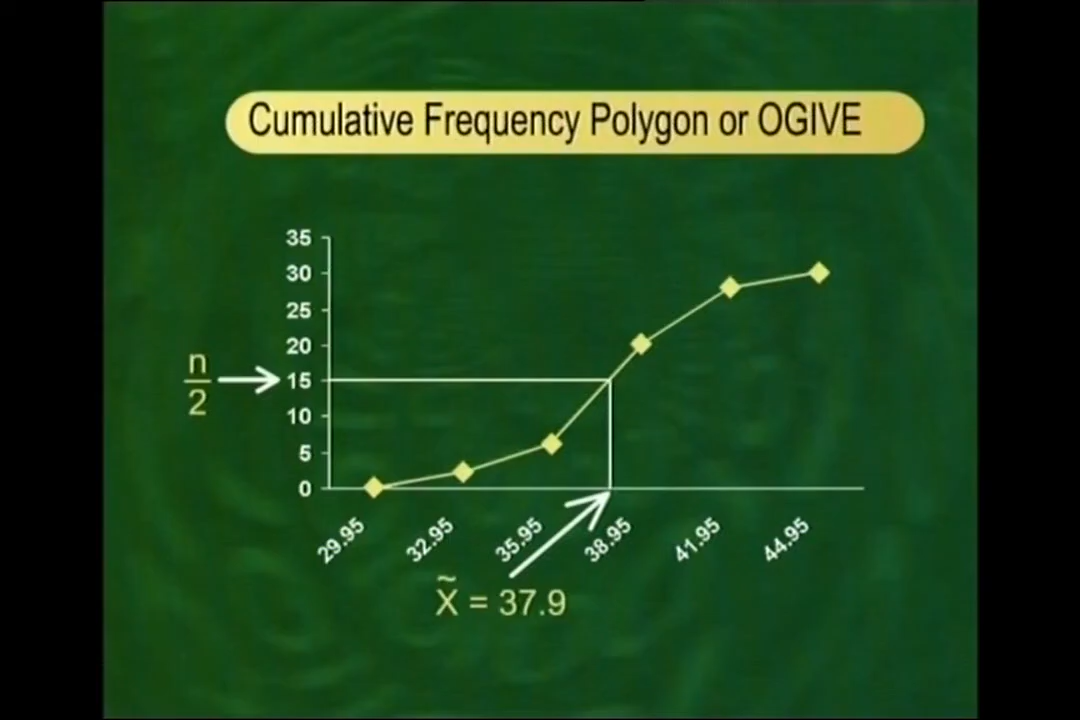 Cumulative Frequency Polygon or OGIVE
35
30
25
20
n/2
15
10
5
0
29.95 32.95 35.95 38.95 41.95 44.95
X̃ = 37.9